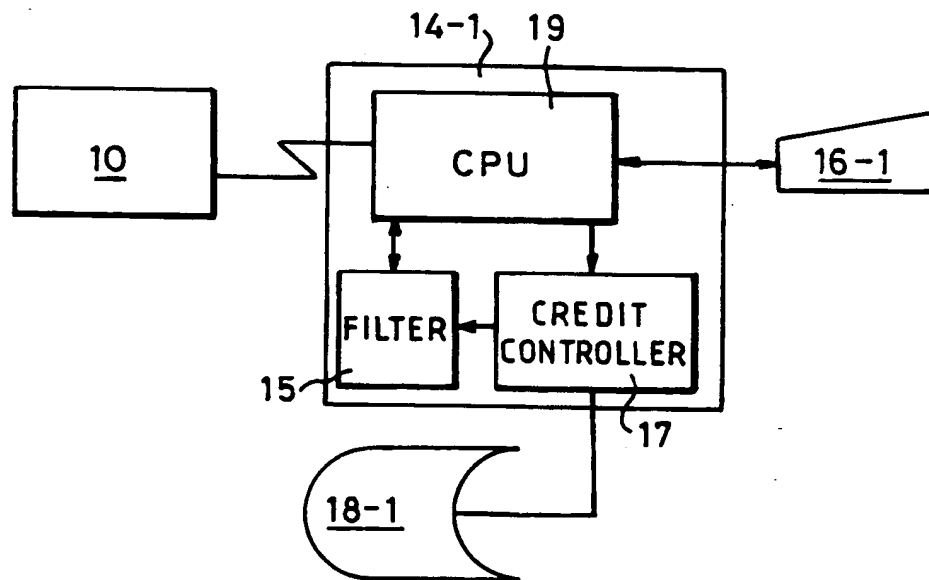 14-1
19
10
CPU
16-1
FILTER
CREDIT
CONTROLLER
15
17
18-1